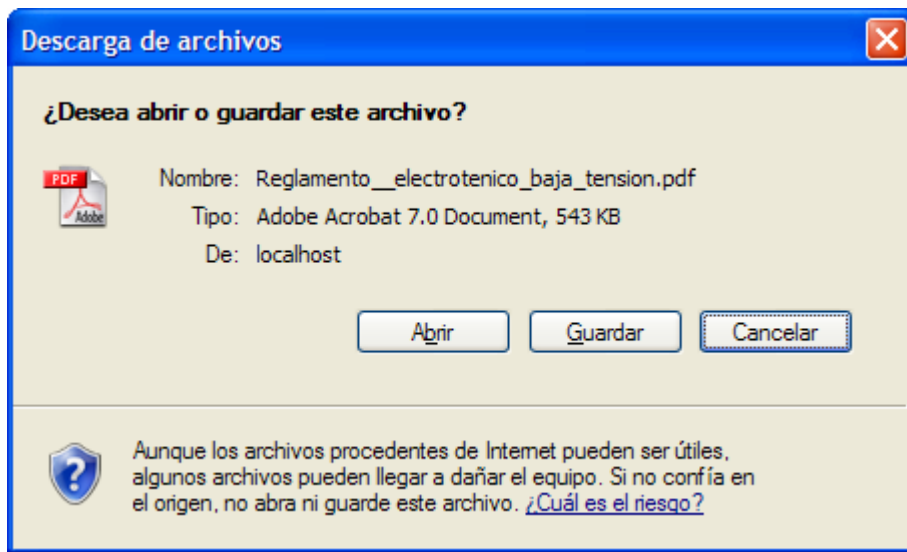 Descarga de archivos
¿Desea abrir o guardar este archivo?
PDF
Adobe
Nombre: Reglamento__electrotenico_baja_tension.pdf
Tipo: Adobe Acrobat 7.0 Document, 543 KB
De: localhost
Abrir Guardar Cancelar
Aunque los archivos procedentes de Internet pueden ser útiles,
algunos archivos pueden llegar a dañar el equipo. Si no confía en
el origen, no abra ni guarde este archivo. ¿Cuál es el riesgo?